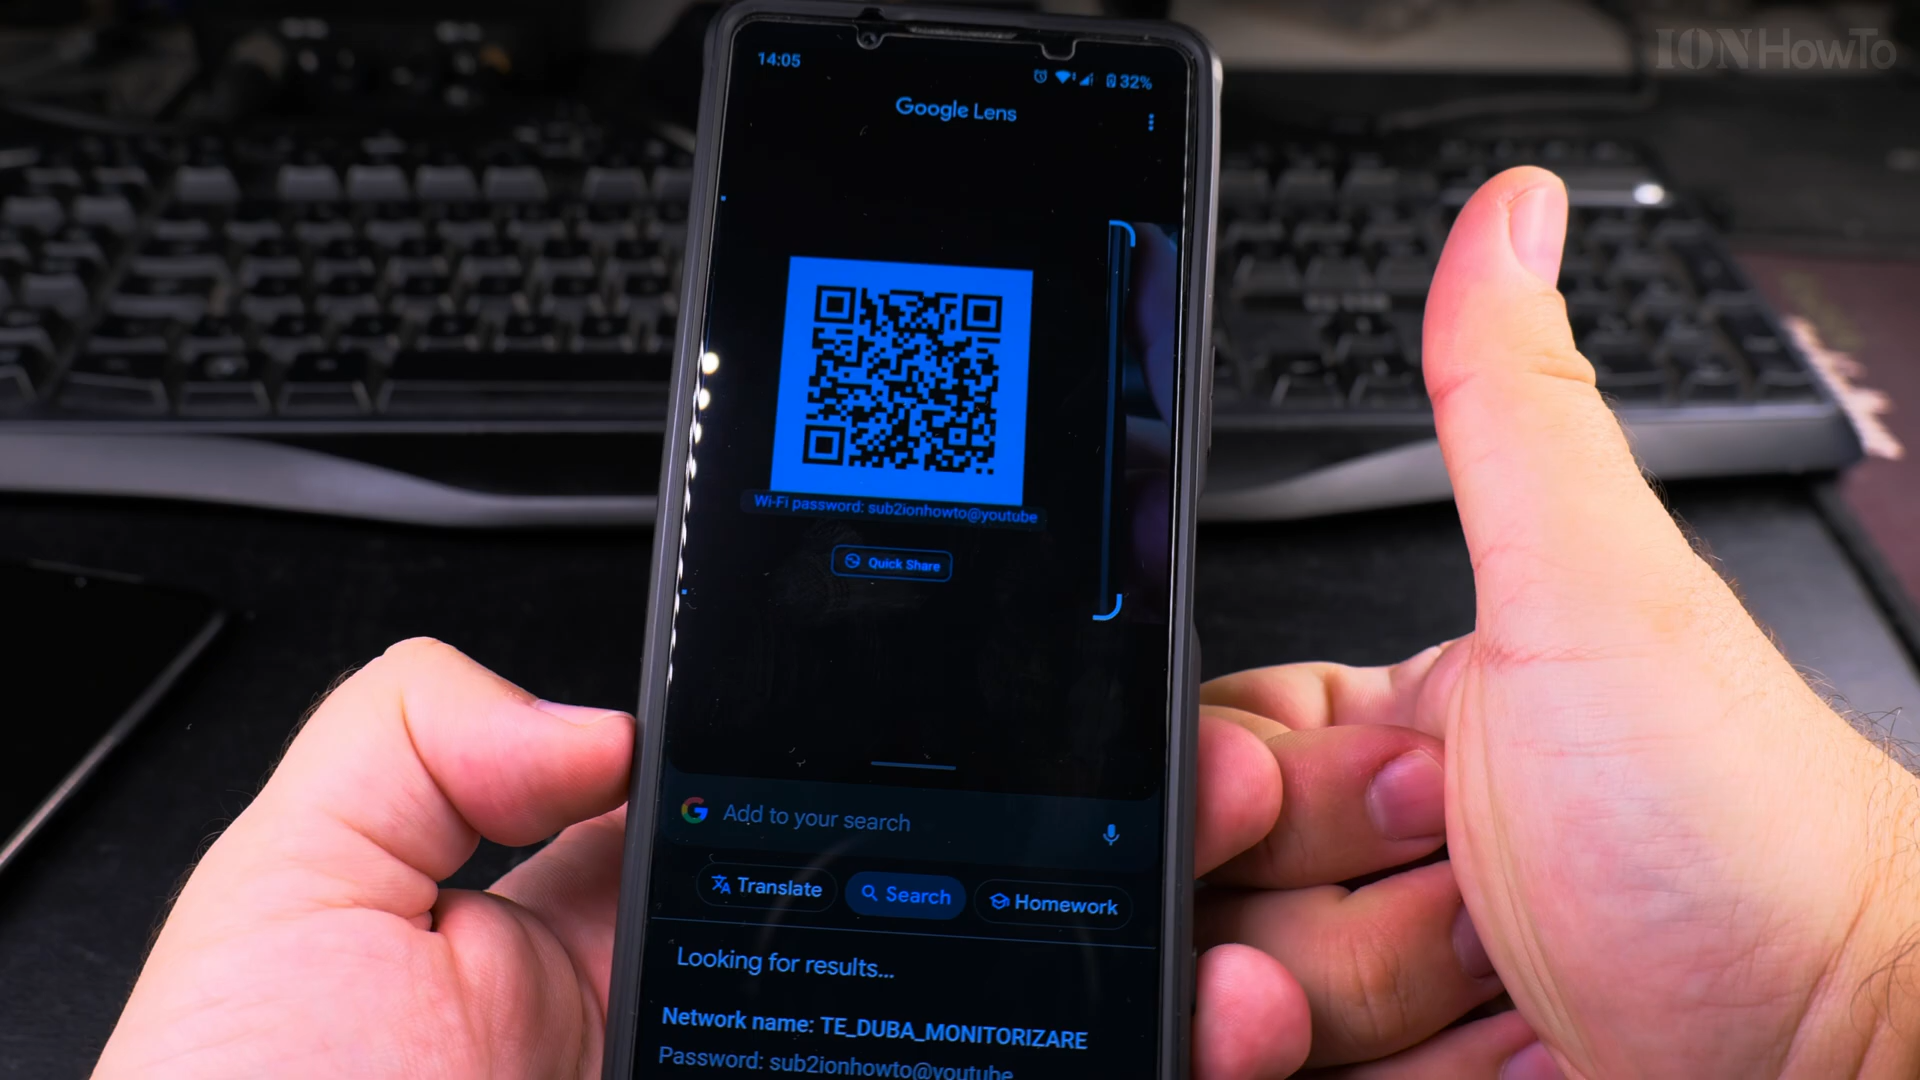 IONHowTo
14:05
32%
Google Lens
Wi-Fi password: sub2ionhowto@youtube
Quick Share
G Add to your search
Translate
Search
Homework
Looking for results...
Network name: TE_DUBA_MONITORIZARE
Password: sub2ionhowto@youtube